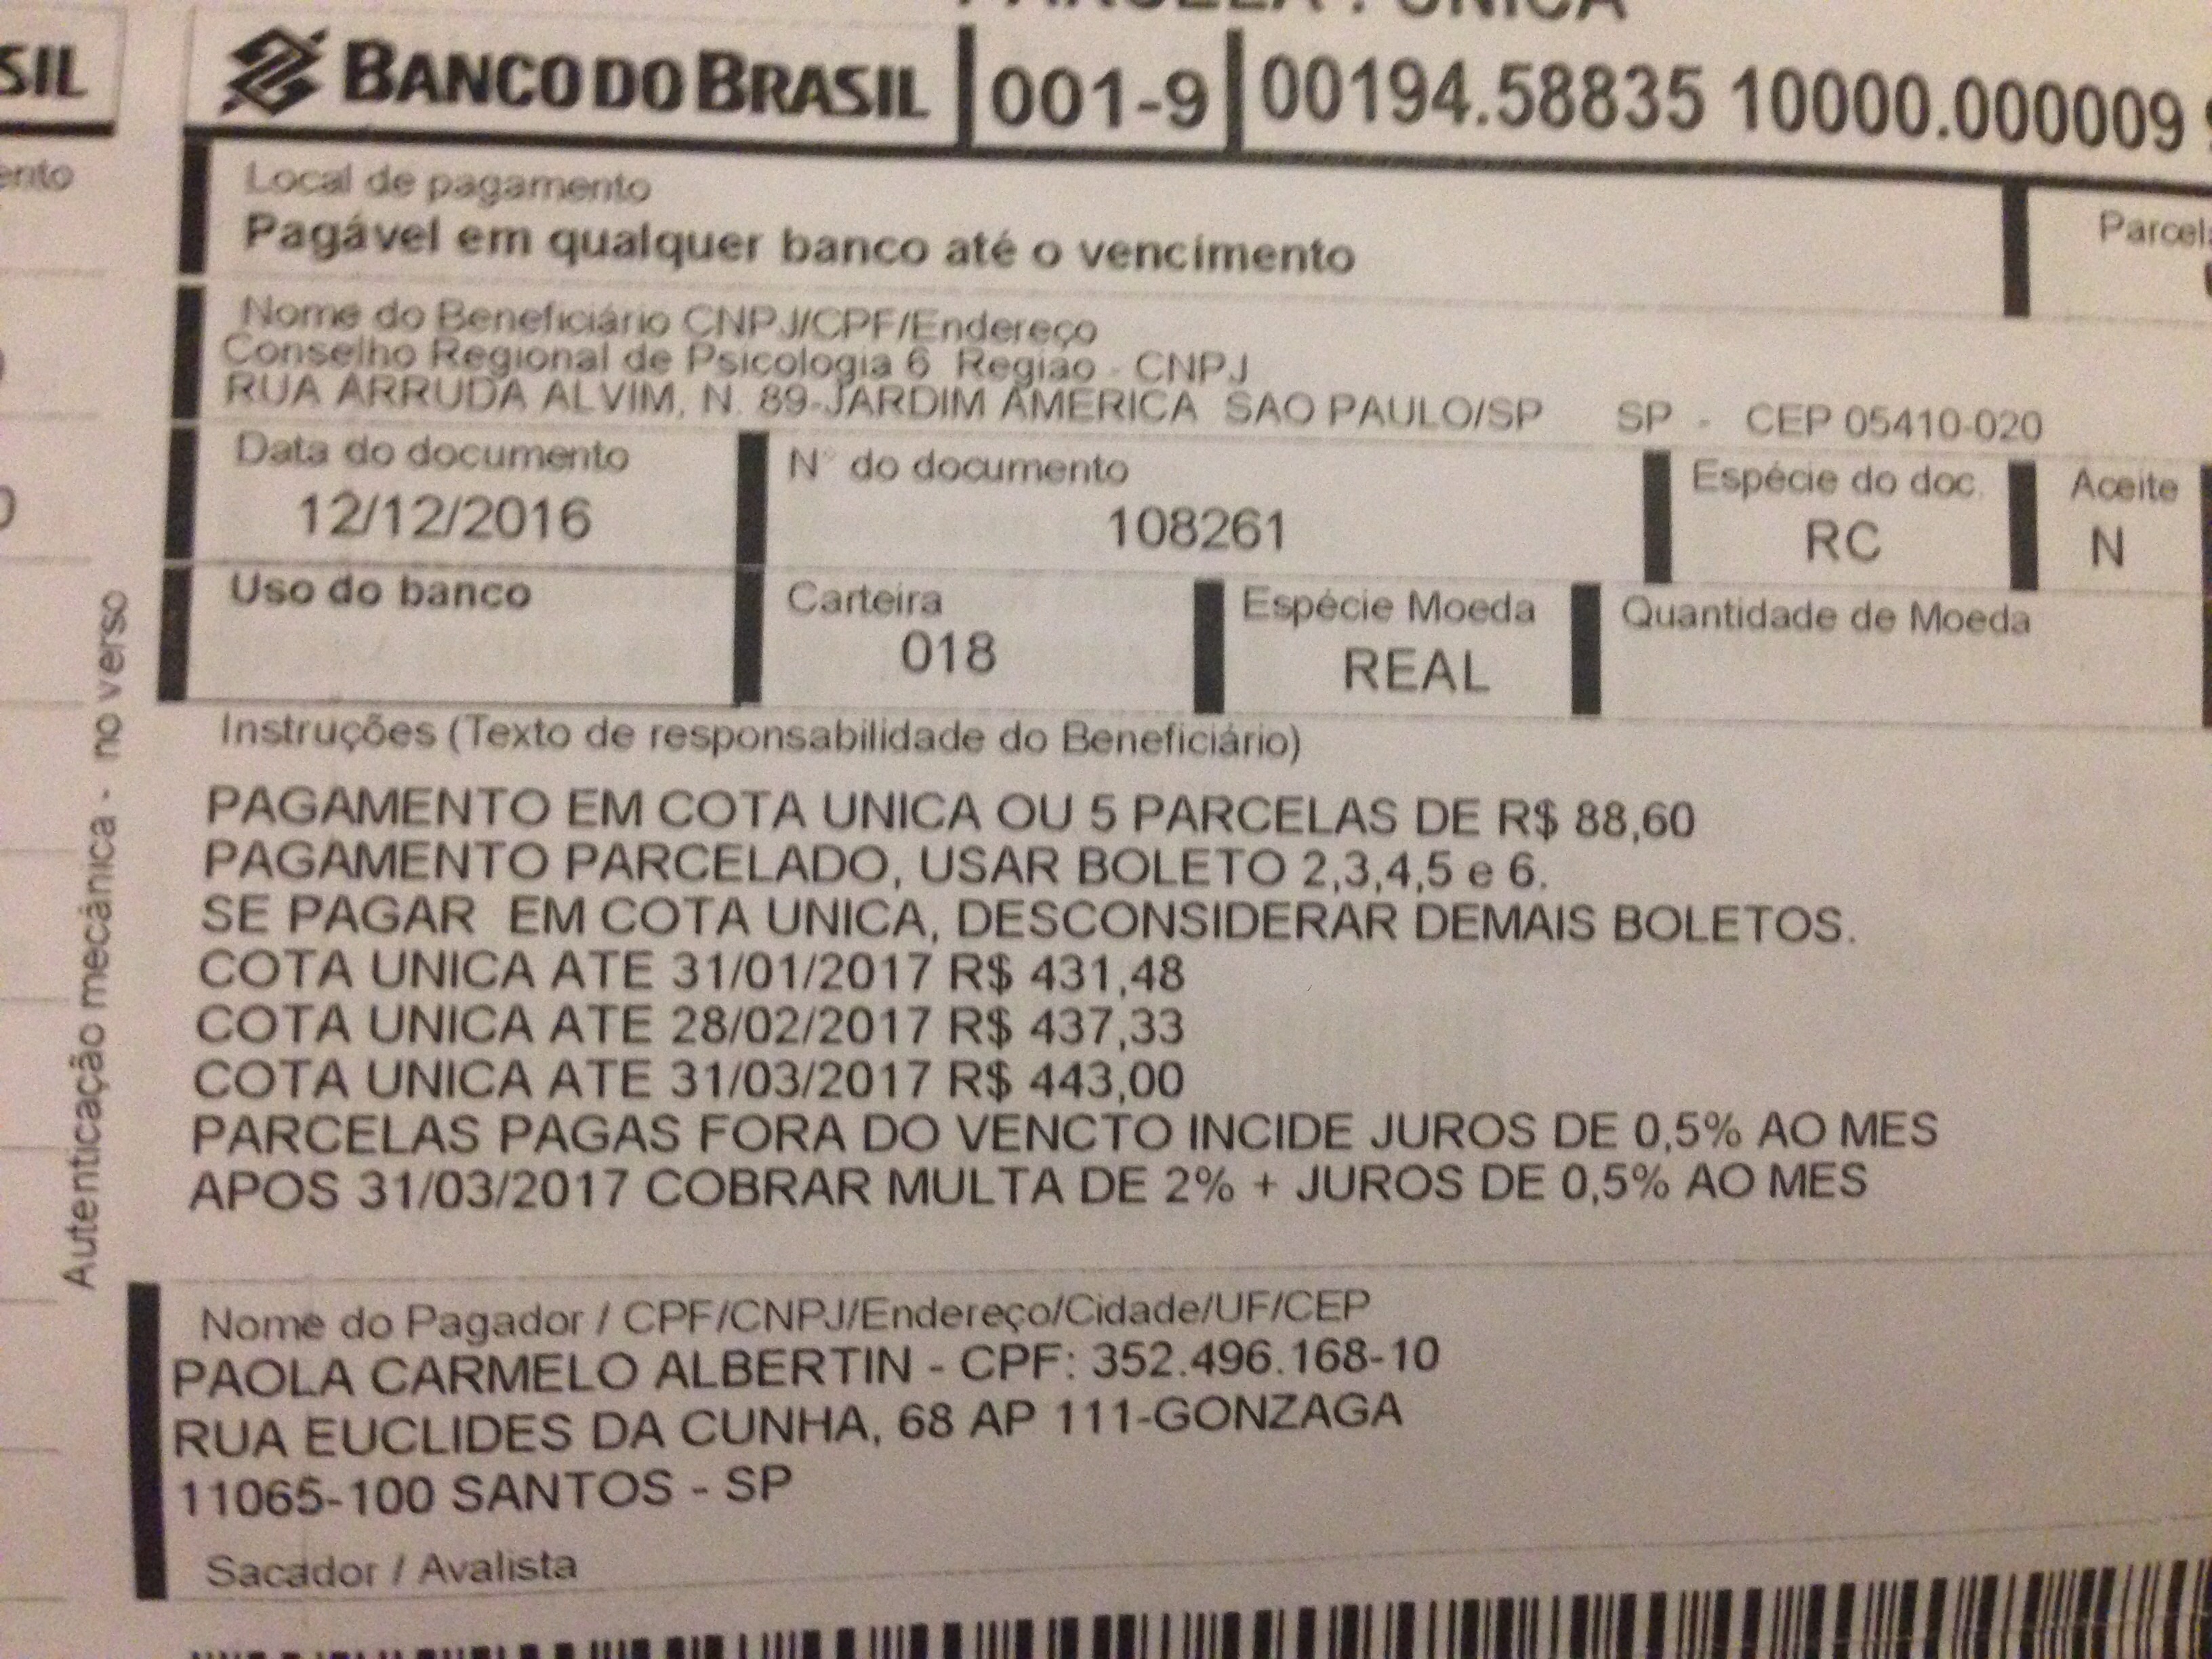 PARCELA : UNICA
SIL
BANCO DO BRASIL 001-9 00194.58835 10000.000009
ento
Local de pagamento
Parcela
Pagável em qualquer banco até o vencimento
Nome do Beneficiário CNPJ/CPF/Endereço
Conselho Regional de Psicologia 6 Região - CNPJ
RUA ARRUDA ALVIM, N. 89-JARDIM AMERICA SAO PAULO/SP SP - CEP 05410-020
Data do documento N° do documento Espécie do doc. Aceite
12/12/2016 108261 RC N
Uso do banco Carteira Espécie Moeda Quantidade de Moeda
018 REAL
Instruções (Texto de responsabilidade do Beneficiário)
PAGAMENTO EM COTA UNICA OU 5 PARCELAS DE R$ 88,60
PAGAMENTO PARCELADO, USAR BOLETO 2,3,4,5 e 6.
SE PAGAR EM COTA UNICA, DESCONSIDERAR DEMAIS BOLETOS.
COTA UNICA ATE 31/01/2017 R$ 431,48
COTA UNICA ATE 28/02/2017 R$ 437,33
COTA UNICA ATE 31/03/2017 R$ 443,00
PARCELAS PAGAS FORA DO VENCTO INCIDE JUROS DE 0,5% AO MES
APOS 31/03/2017 COBRAR MULTA DE 2% + JUROS DE 0,5% AO MES
Autenticação mecânica - no verso
Nome do Pagador / CPF/CNPJ/Endereço/Cidade/UF/CEP
PAOLA CARMELO ALBERTIN - CPF: 352.496.168-10
RUA EUCLIDES DA CUNHA, 68 AP 111-GONZAGA
11065-100 SANTOS - SP
Sacador / Avalista